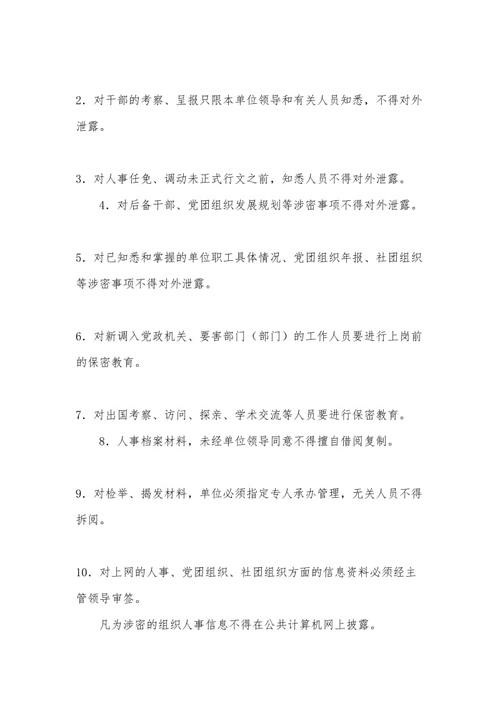 2．对干部的考察、呈报只限本单位领导和有关人员知悉，不得对外
泄露。
3．对人事任免、调动未正式行文之前，知悉人员不得对外泄露。
4．对后备干部、党团组织发展规划等涉密事项不得对外泄露。
5．对已知悉和掌握的单位职工具体情况、党团组织年报、社团组织
等涉密事项不得对外泄露。
6．对新调入党政机关、要害部门（部门）的工作人员要进行上岗前
的保密教育。
7．对出国考察、访问、探亲、学术交流等人员要进行保密教育。
8．人事档案材料，未经单位领导同意不得擅自借阅复制。
9．对检举、揭发材料，单位必须指定专人承办管理，无关人员不得
拆阅。
10．对上网的人事、党团组织、社团组织方面的信息资料必须经主
管领导审签。
凡为涉密的组织人事信息不得在公共计算机网上披露。